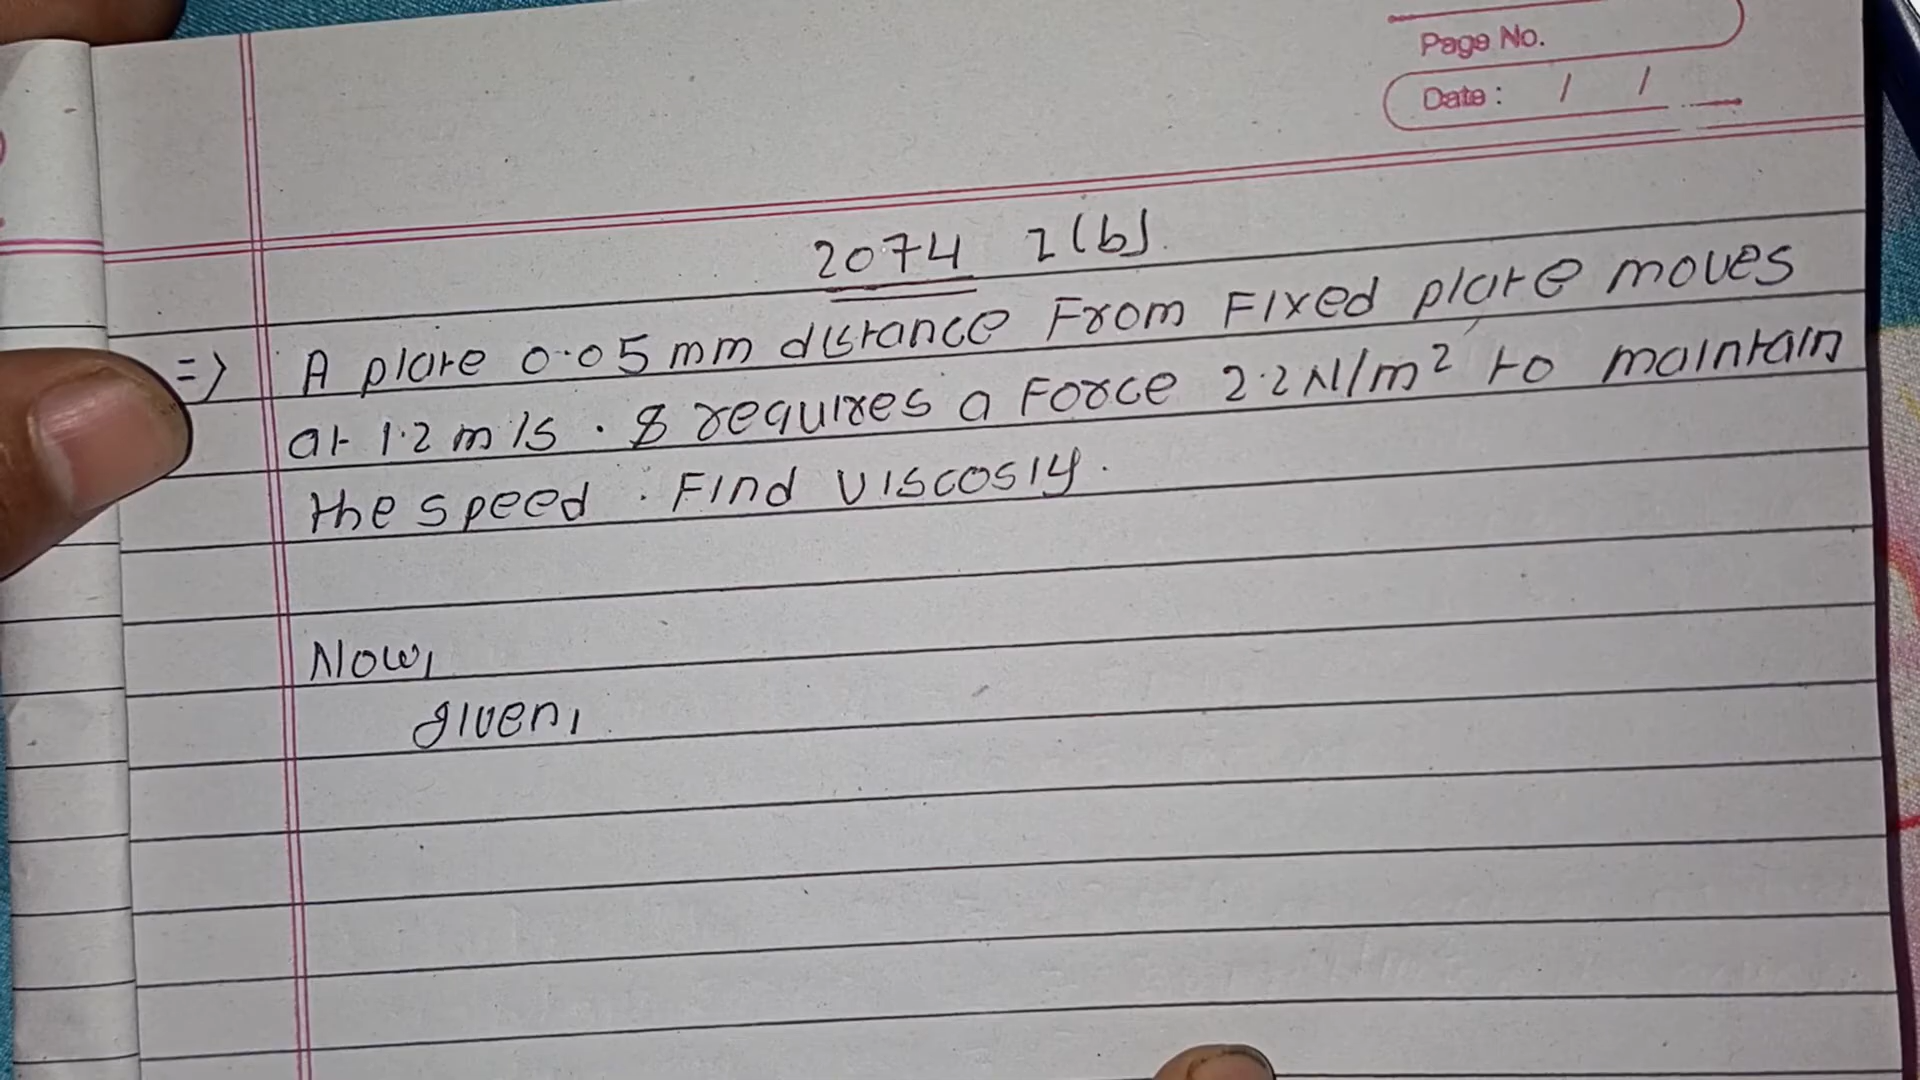 Page No.
Date : / /
2074 2(b).
=> A plate 0.05 mm distance From Fixed plate moves
at 1.2 m/s . & requires a Force 2.2 N/m² to maintain
the speed . Find viscosiy.
Now,
given,